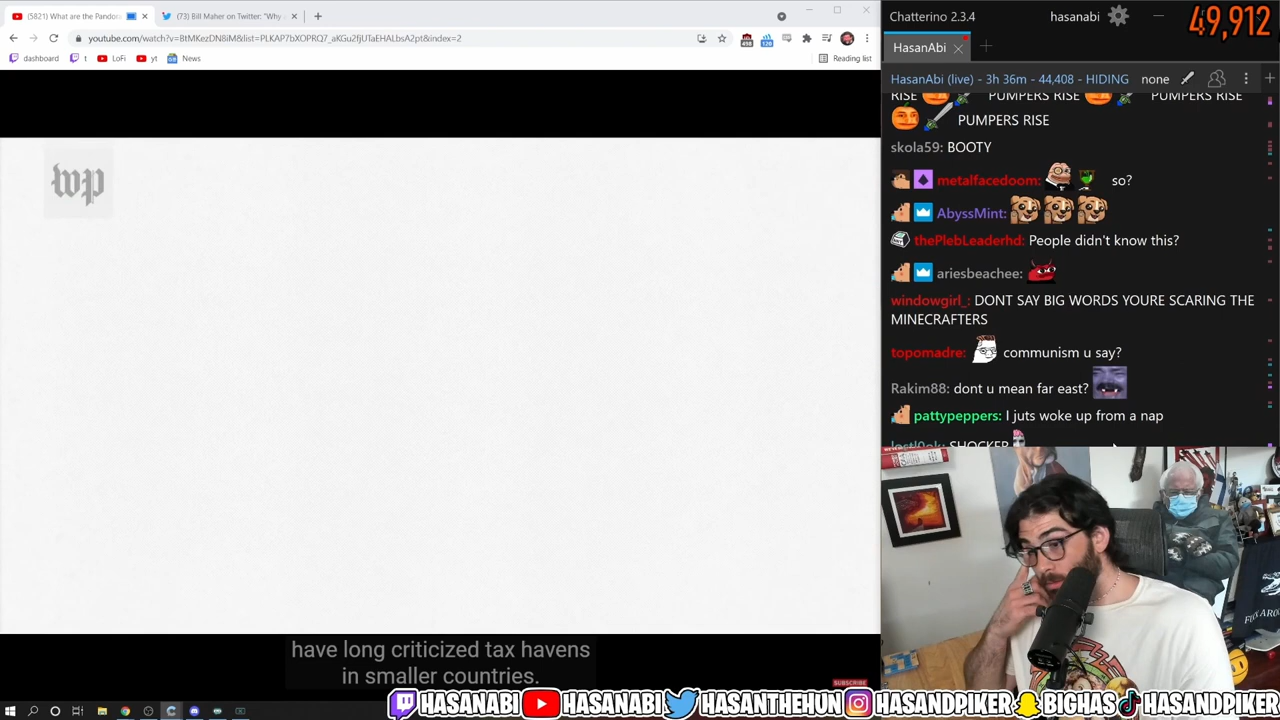 (5821) What are the Pandor
(73) Bill Maher on Twitter: "Why
youtube.com/watch?v=8tMKezDN8iM&list=PLKAP7bXOPRQ7_aKGu2fjUTaEHALbsA2pt&index=2
498
120
dashboard
t
LoFi
yt
News
Reading list
wp
have long criticized tax havens
in smaller countries.
SUBSCRIBE
Chatterino 2.3.4
hasanabi
49,912
HasanAbi
HasanAbi (live) - 3h 36m - 44,408 - HIDING
none
RISE PUMPERS RISE PUMPERS RISE
PUMPERS RISE
skola59: BOOTY
metalfacedoom: so?
AbyssMint:
thePlebLeaderhd: People didn't know this?
ariesbeachee:
windowgirl_: DONT SAY BIG WORDS YOURE SCARING THE
MINECRAFTERS
topomadre: communism u say?
Rakim88: dont u mean far east?
pattypeppers: I juts woke up from a nap
SHOCKER
HASANABI HASANABI HASANTHEHUN HASANDPIKER BIGHAS HASANDPIKER